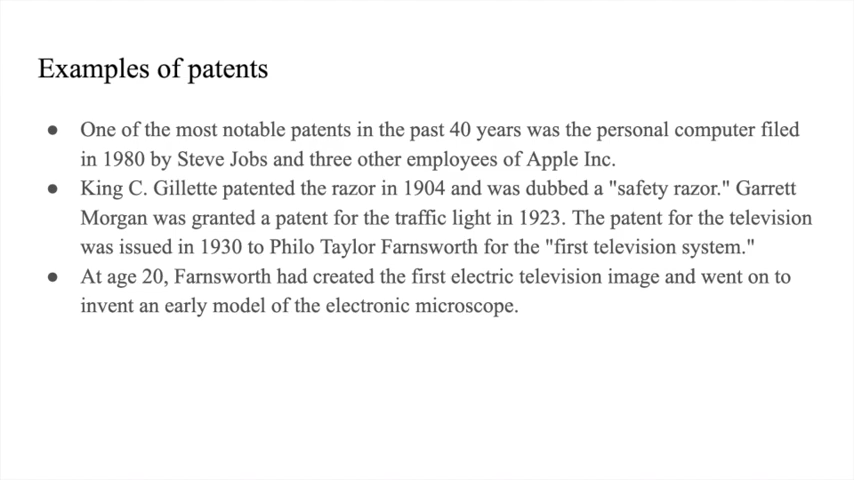 Examples of patents
● One of the most notable patents in the past 40 years was the personal computer filed
in 1980 by Steve Jobs and three other employees of Apple Inc.
● King C. Gillette patented the razor in 1904 and was dubbed a "safety razor." Garrett
Morgan was granted a patent for the traffic light in 1923. The patent for the television
was issued in 1930 to Philo Taylor Farnsworth for the "first television system."
● At age 20, Farnsworth had created the first electric television image and went on to
invent an early model of the electronic microscope.